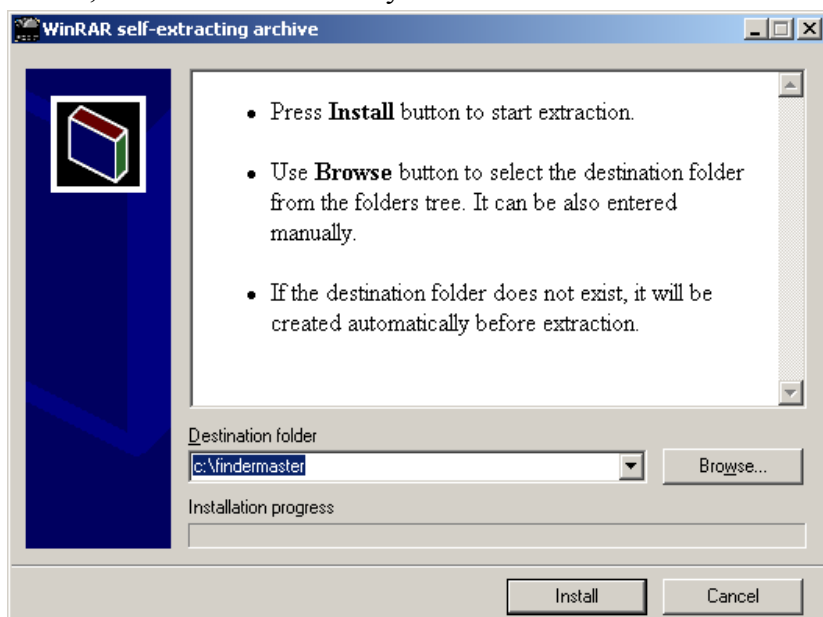 WinRAR self-extracting archive
• Press Install button to start extraction.
• Use Browse button to select the destination folder
from the folders tree. It can be also entered
manually.
• If the destination folder does not exist, it will be
created automatically before extraction.
Destination folder
c:\findermaster
Browse...
Installation progress
Install
Cancel